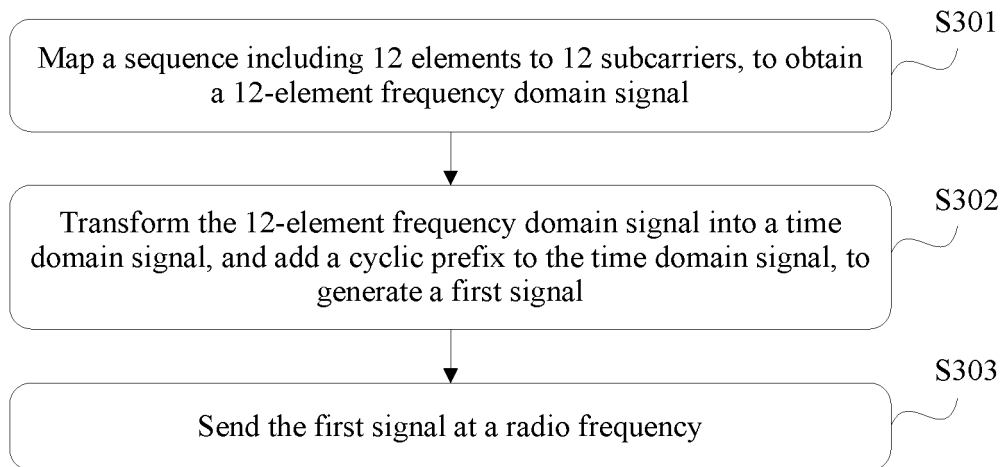 S301
Map a sequence including 12 elements to 12 subcarriers, to obtain
a 12-element frequency domain signal
S302
Transform the 12-element frequency domain signal into a time
domain signal, and add a cyclic prefix to the time domain signal, to
generate a first signal
S303
Send the first signal at a radio frequency